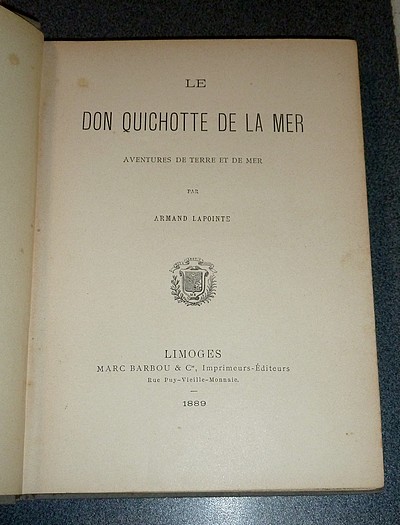 LE
DON QUICHOTTE DE LA MER
AVENTURES DE TERRE ET DE MER
PAR
ARMAND LAPOINTE
LIMOGES
MARC BARBOU & Cie, Imprimeurs-Éditeurs
Rue Puy-Vieille-Monnaie.
1889